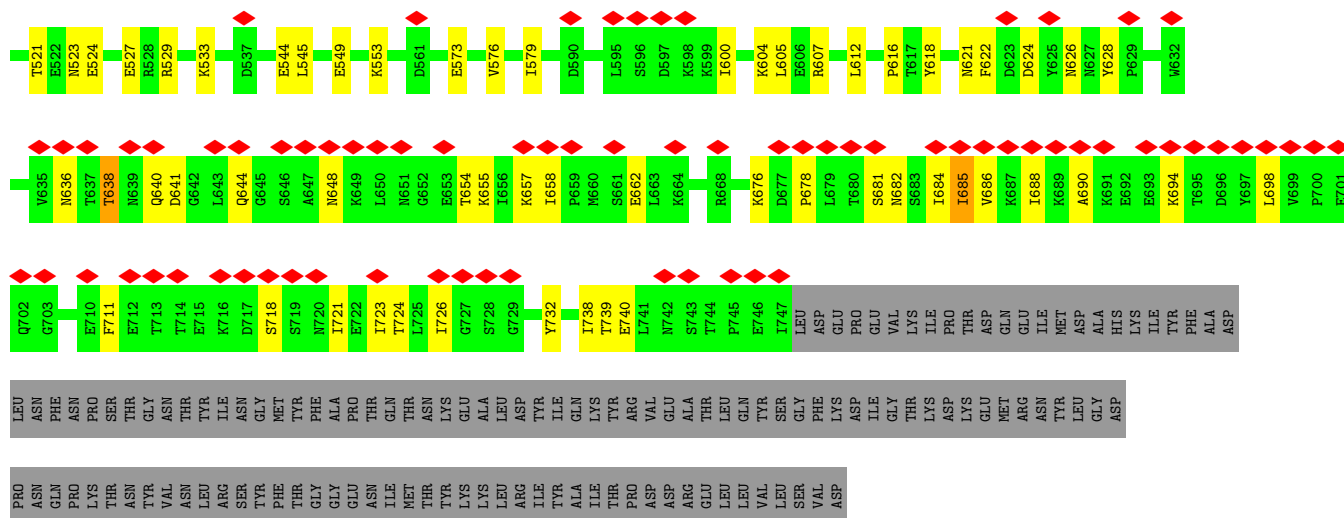 T521 E522 N523 E524 E527 R528 R529 K533 D537 E544 L545 E549 K553 D561 E573 V576 I579 D590 L595 S596 D597 K598 K599 I600 K604 L605 E606 R607 L612 P616 T617 Y618 N621 F622 D623 D624 Y625 N626 N627 Y628 P629 W632
V635 N636 T637 T638 N639 Q640 D641 G642 L643 Q644 G645 S646 A647 N648 K649 L650 N651 G652 E653 T654 K655 I656 K657 I658 P659 M660 S661 E662 L663 K664 R668 K676 D677 P678 L679 T680 S681 N682 S683 I684 I685 V686 K687 I688 K689 A690 K691 E692 E693 K694 T695 D696 Y697 L698 V699 P700 E701
Q702 G703 E710 F711 E712 T713 T714 E715 K716 D717 S718 S719 N720 I721 E722 I723 T724 L725 I726 G727 S728 G729 Y732 I738 T739 E740 L741 N742 S743 T744 P745 E746 I747 LEU ASP GLU PRO GLU VAL LYS ILE PRO THR ASP GLN GLU ILE MET ASP ALA HIS LYS ILE TYR PHE ALA ASP
LEU ASN PHE ASN PRO SER THR GLY ASN THR TYR ILE ASN GLY MET TYR PHE ALA PRO THR GLN THR ASN LYS GLU ALA LEU ASP TYR ILE GLN LYS TYR ARG VAL GLU ALA THR LEU GLN TYR SER GLY PHE LYS ASP ILE GLY THR LYS ASP LYS GLU MET ARG ASN TYR LEU GLY ASP
PRO ASN GLN PRO LYS THR ASN TYR VAL ASN LEU ARG SER TYR PHE THR GLY GLY GLU ASN ILE MET THR TYR LYS LYS LEU ARG ILE TYR ALA ILE THR PRO ASP ASP ARG GLU LEU LEU VAL LEU SER VAL ASP